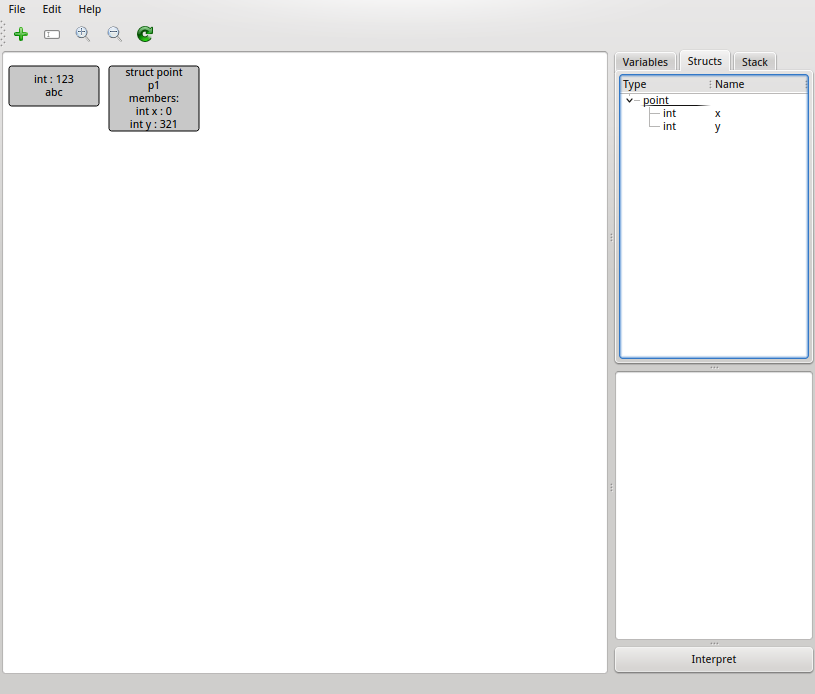 File Edit Help
int : 123
abc
struct point
p1
members:
int x : 0
int y : 321
Variables Structs Stack
Type Name
point
int x
int y
Interpret